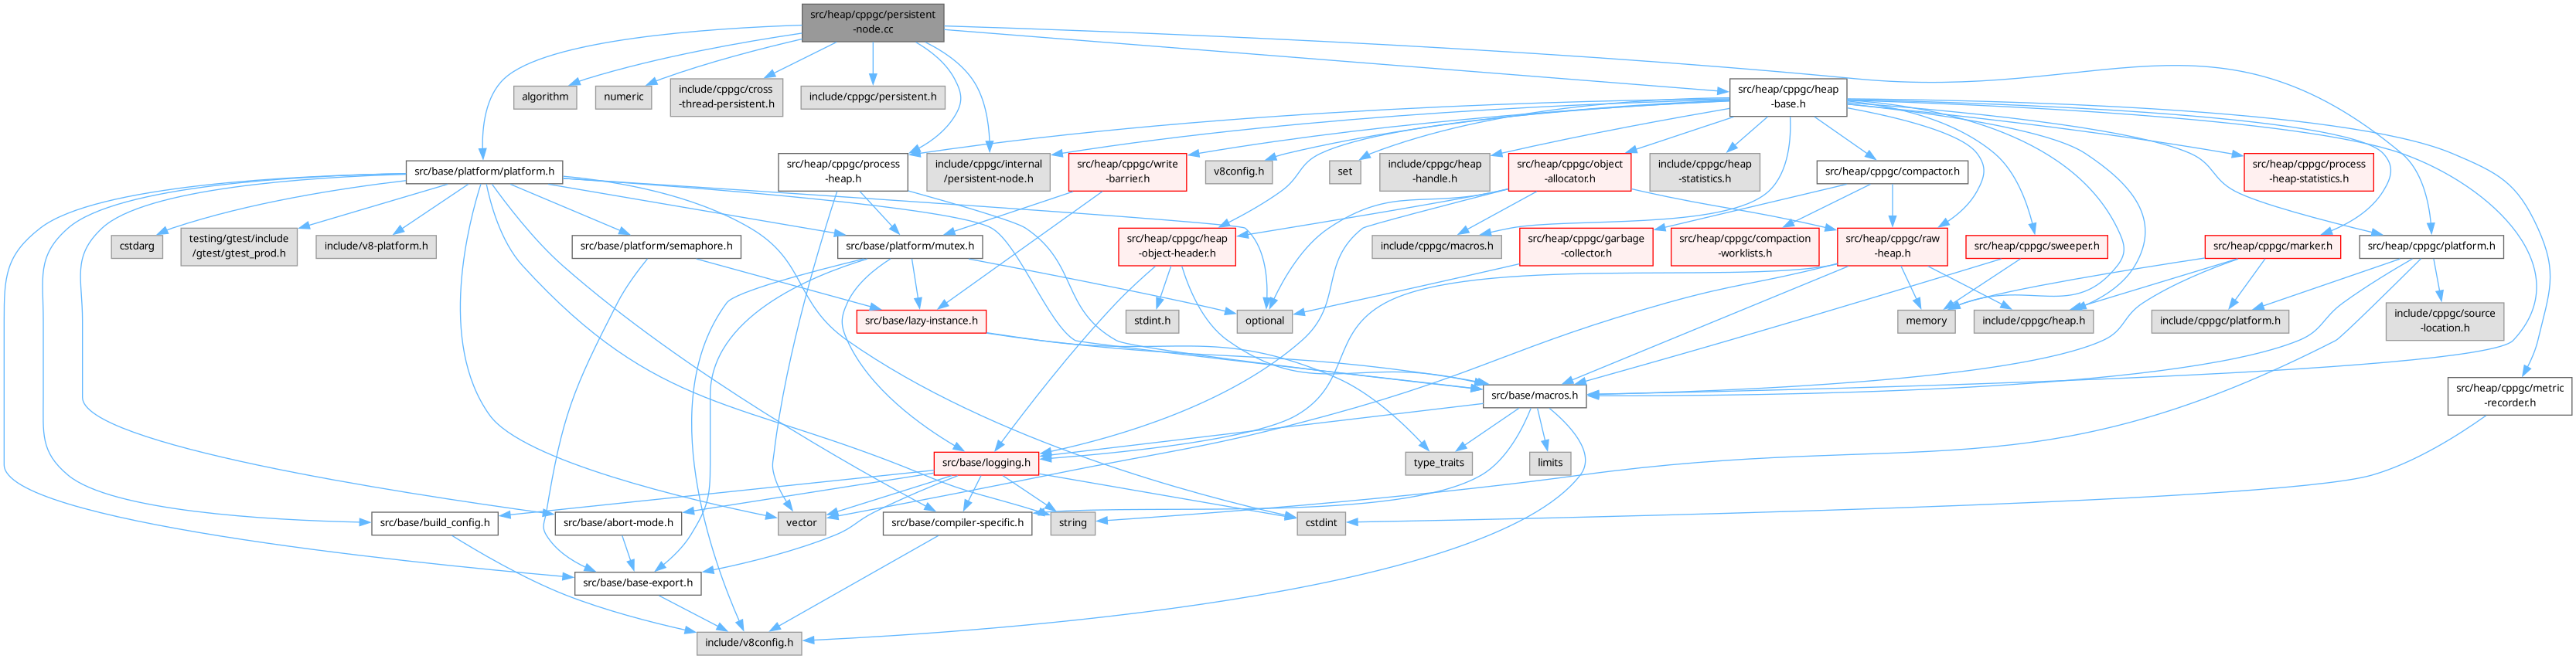 src/heap/cppgc/persistent
-node.cc
algorithm
numeric
include/cppgc/cross
-thread-persistent.h
include/cppgc/persistent.h
src/heap/cppgc/heap
-base.h
src/base/platform/platform.h
src/heap/cppgc/process
-heap.h
include/cppgc/internal
/persistent-node.h
src/heap/cppgc/write
-barrier.h
v8config.h
set
include/cppgc/heap
-handle.h
src/heap/cppgc/object
-allocator.h
include/cppgc/heap
-statistics.h
src/heap/cppgc/compactor.h
src/heap/cppgc/process
-heap-statistics.h
cstdarg
testing/gtest/include
/gtest/gtest_prod.h
include/v8-platform.h
src/base/platform/semaphore.h
src/base/platform/mutex.h
src/heap/cppgc/heap
-object-header.h
include/cppgc/macros.h
src/heap/cppgc/garbage
-collector.h
src/heap/cppgc/compaction
-worklists.h
src/heap/cppgc/raw
-heap.h
src/heap/cppgc/sweeper.h
src/heap/cppgc/marker.h
src/heap/cppgc/platform.h
src/base/lazy-instance.h
stdint.h
optional
memory
include/cppgc/heap.h
include/cppgc/platform.h
include/cppgc/source
-location.h
src/base/macros.h
src/heap/cppgc/metric
-recorder.h
src/base/logging.h
type_traits
limits
src/base/build_config.h
src/base/abort-mode.h
vector
src/base/compiler-specific.h
string
cstdint
src/base/base-export.h
include/v8config.h